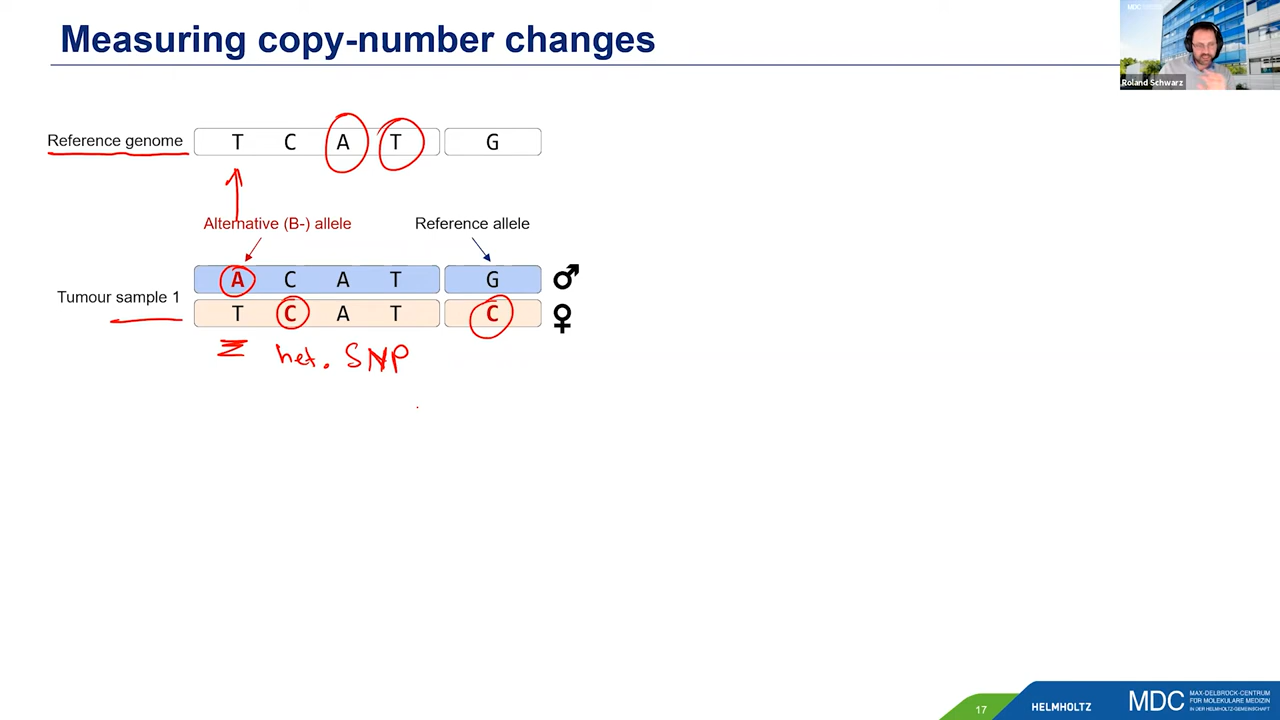 Measuring copy-number changes
MDC
Roland Schwarz
Reference genome T C A T G
Alternative (B-) allele Reference allele
A C A T G ♂
Tumour sample 1
T C A T C ♀
het. SNP
17 HELMHOLTZ MDC
MAX-DELBRÜCK-CENTRUM
FÜR MOLEKULARE MEDIZIN
IN DER HELMHOLTZ-GEMEINSCHAFT